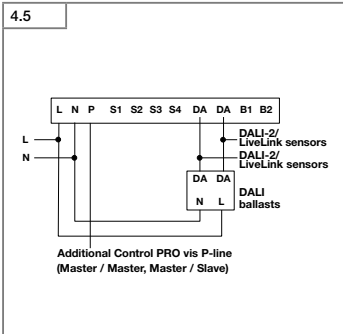 4.5
L N P S1 S2 S3 S4 DA DA B1 B2
L
N
DALI-2/
LiveLink sensors
DALI-2/
LiveLink sensors
DA DA
N L
DALI
ballasts
Additional Control PRO vis P-line
(Master / Master, Master / Slave)